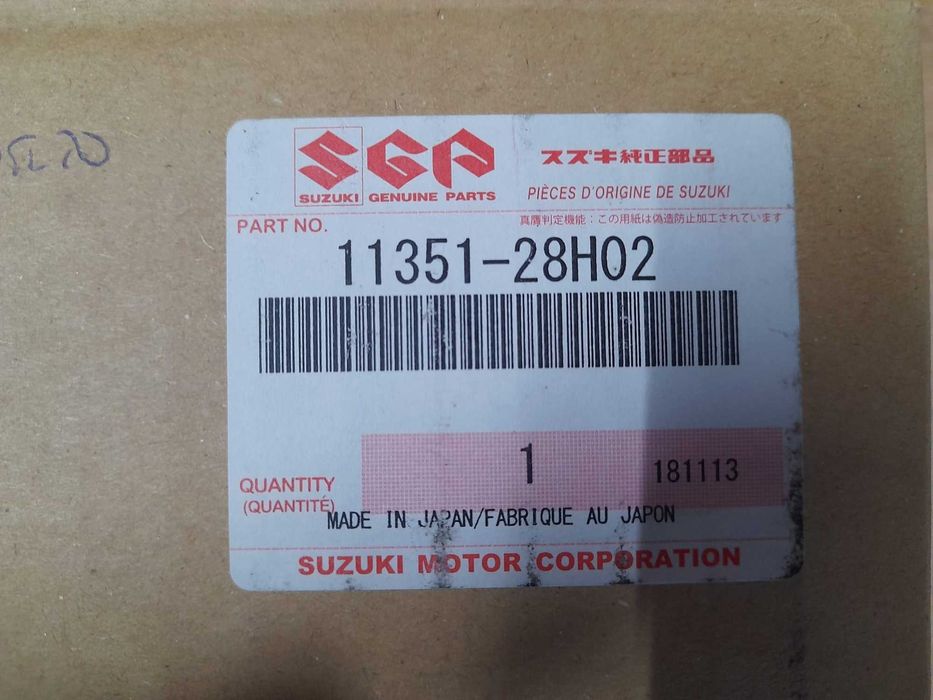 SGP
スズキ純正部品
SUZUKI GENUINE PARTS
PIÈCES D'ORIGINE DE SUZUKI
PART NO.
真贋判定機能：この用紙は偽造防止加工されています
11351-28H02
1
181113
QUANTITY
(QUANTITÉ)
MADE IN JAPAN/FABRIQUE AU JAPON
SUZUKI MOTOR CORPORATION